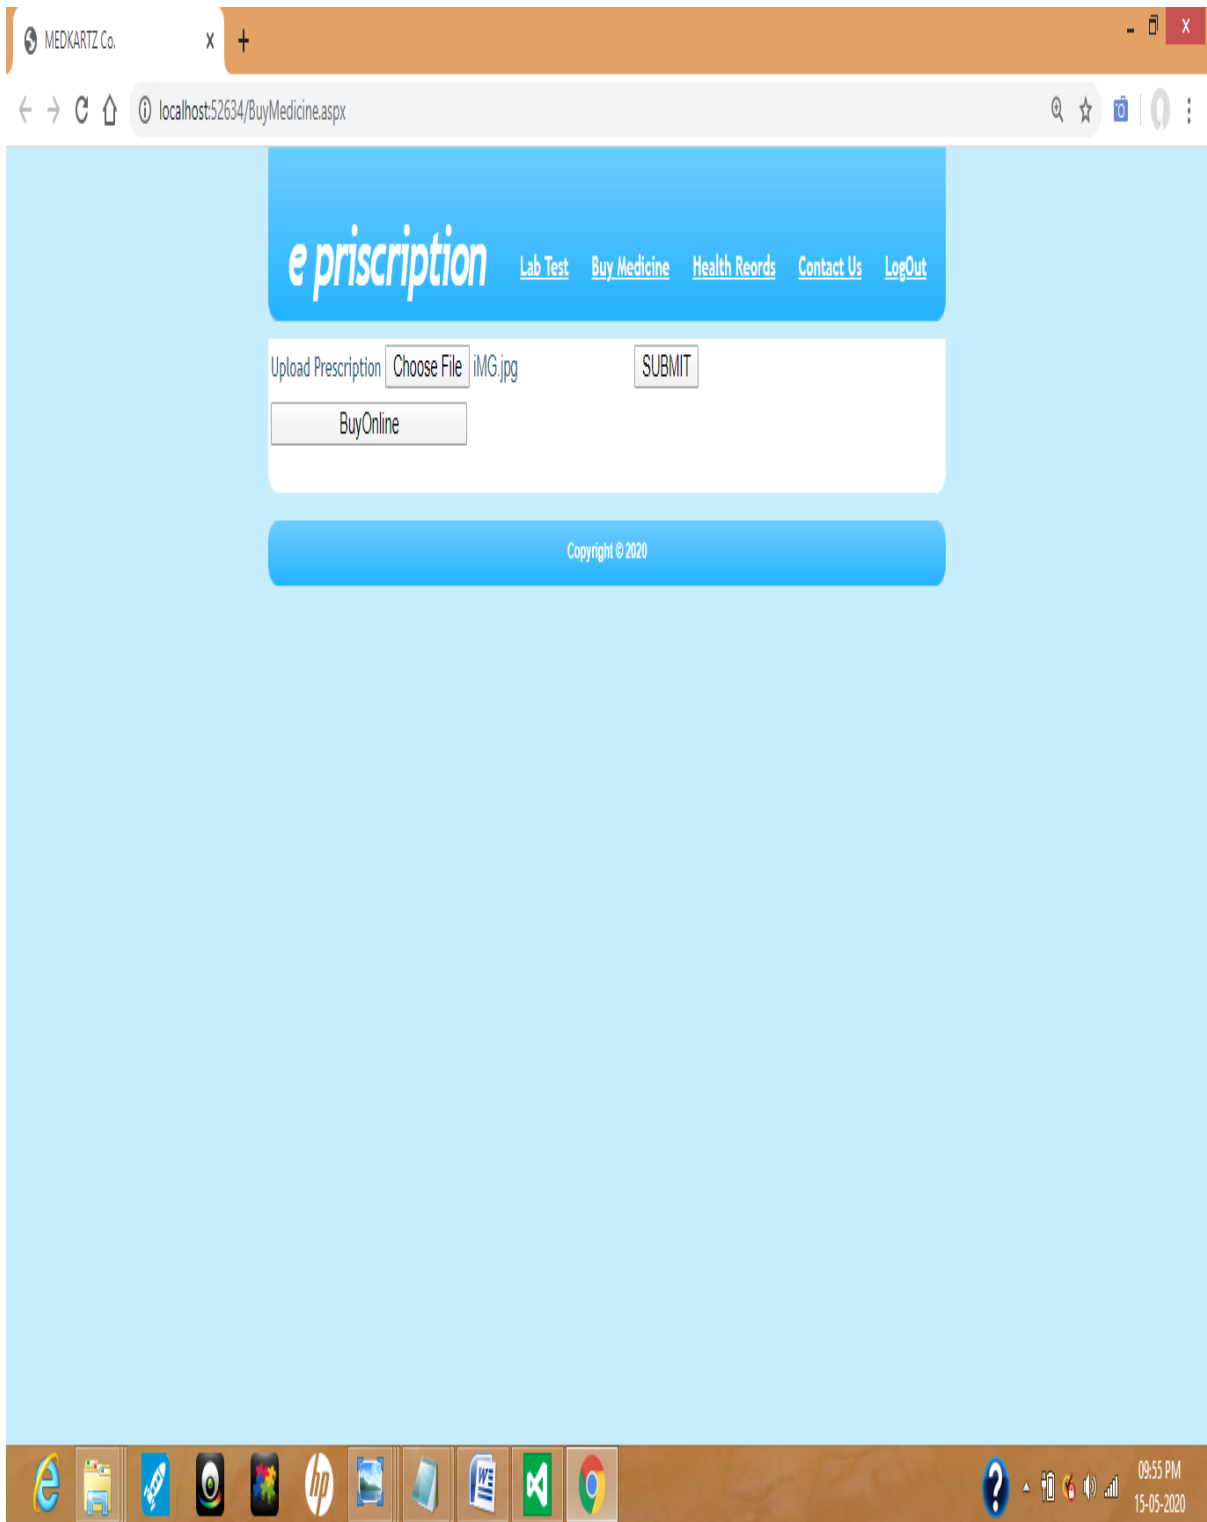 MEDKARTZ Co.
localhost:52634/BuyMedicine.aspx
e priscription Lab Test Buy Medicine Health Reords Contact Us LogOut
Upload Prescription Choose File iMG.jpg SUBMIT
BuyOnline
Copyright © 2020
hp
W
?
09:55 PM
15-05-2020